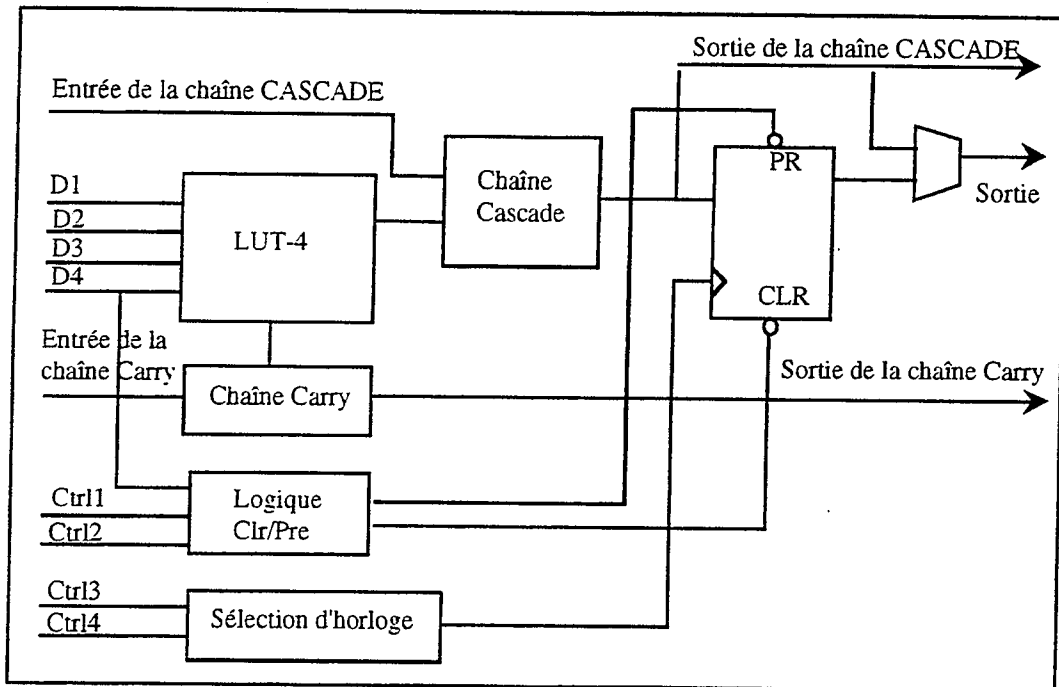 Sortie de la chaîne CASCADE
Entrée de la chaîne CASCADE
PR
Chaîne
Cascade
Sortie
D1
D2
D3
D4
LUT-4
CLR
Entrée de la
chaîne Carry
Chaîne Carry
Sortie de la chaîne Carry
Ctrl1
Ctrl2
Logique
Clr/Pre
Ctrl3
Ctrl4
Sélection d'horloge